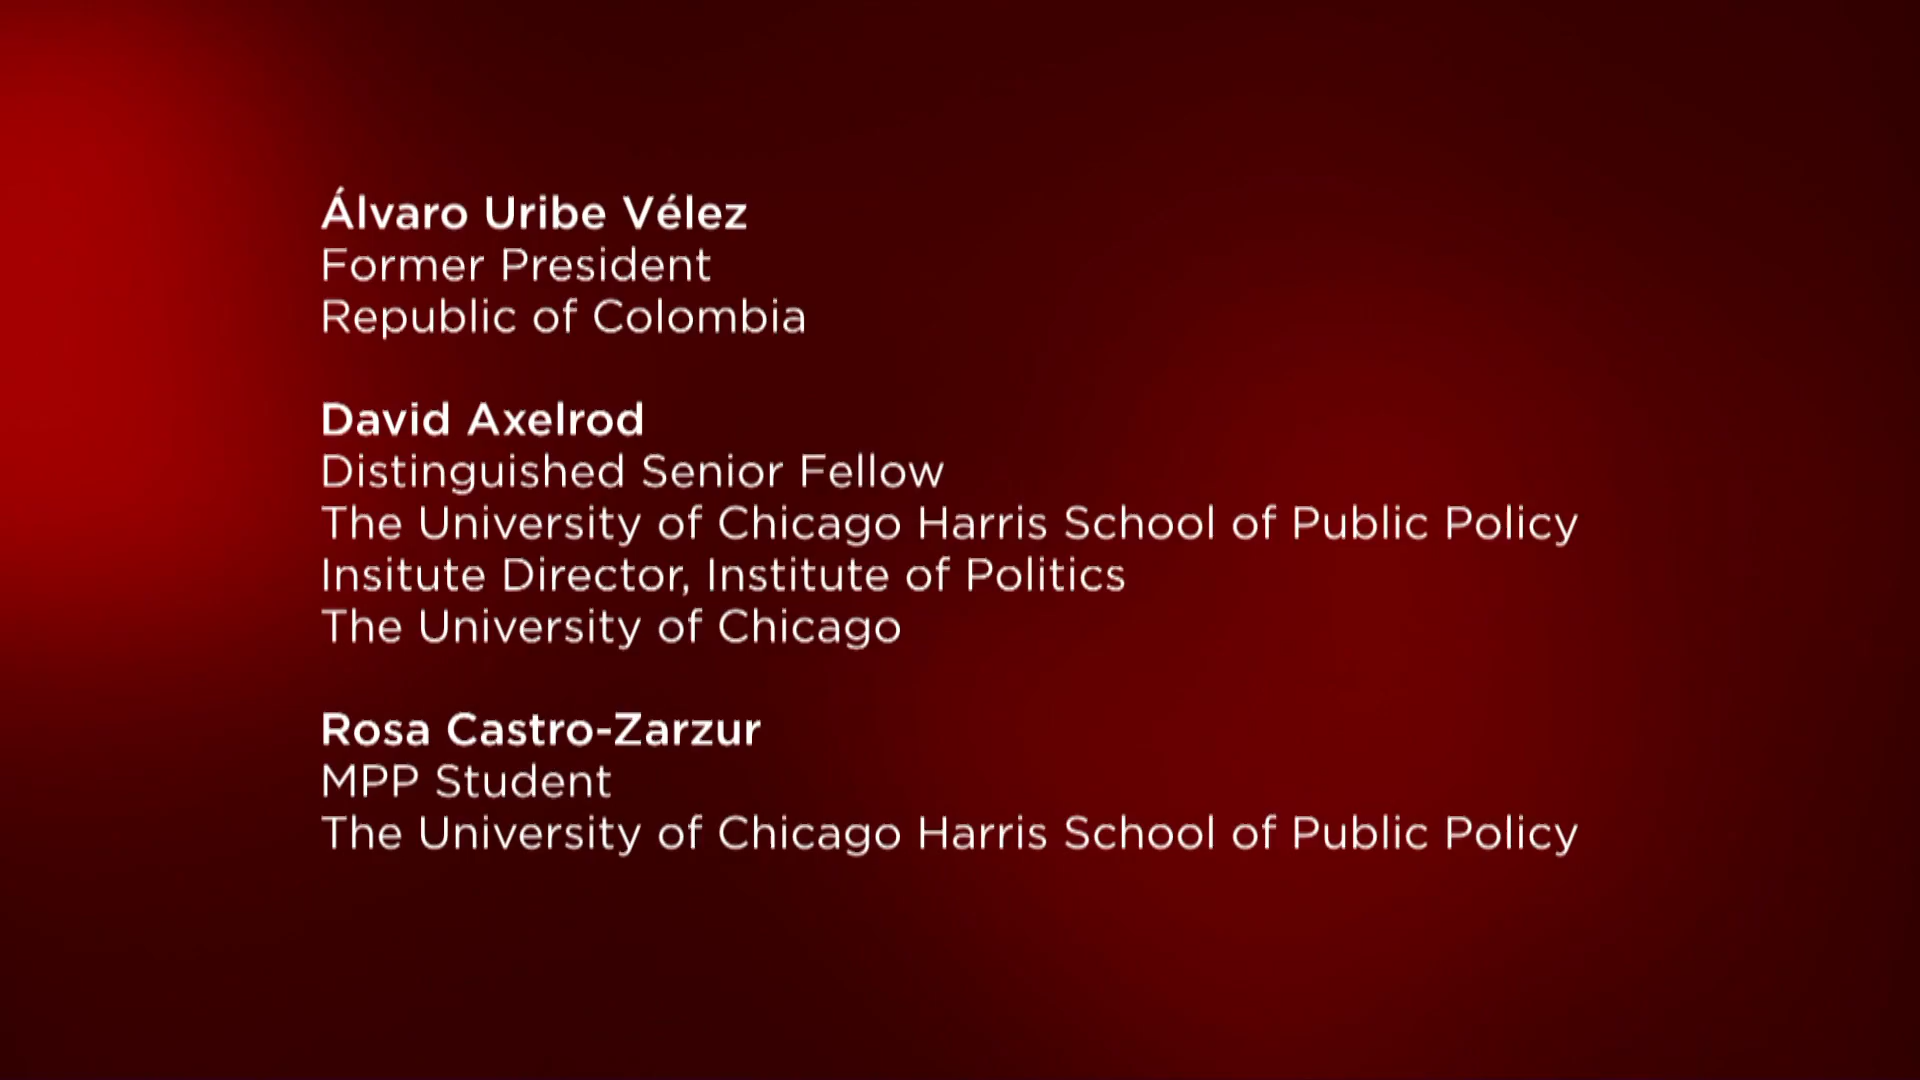 Álvaro Uribe Vélez
Former President
Republic of Colombia
David Axelrod
Distinguished Senior Fellow
The University of Chicago Harris School of Public Policy
Insitute Director, Institute of Politics
The University of Chicago
Rosa Castro-Zarzur
MPP Student
The University of Chicago Harris School of Public Policy